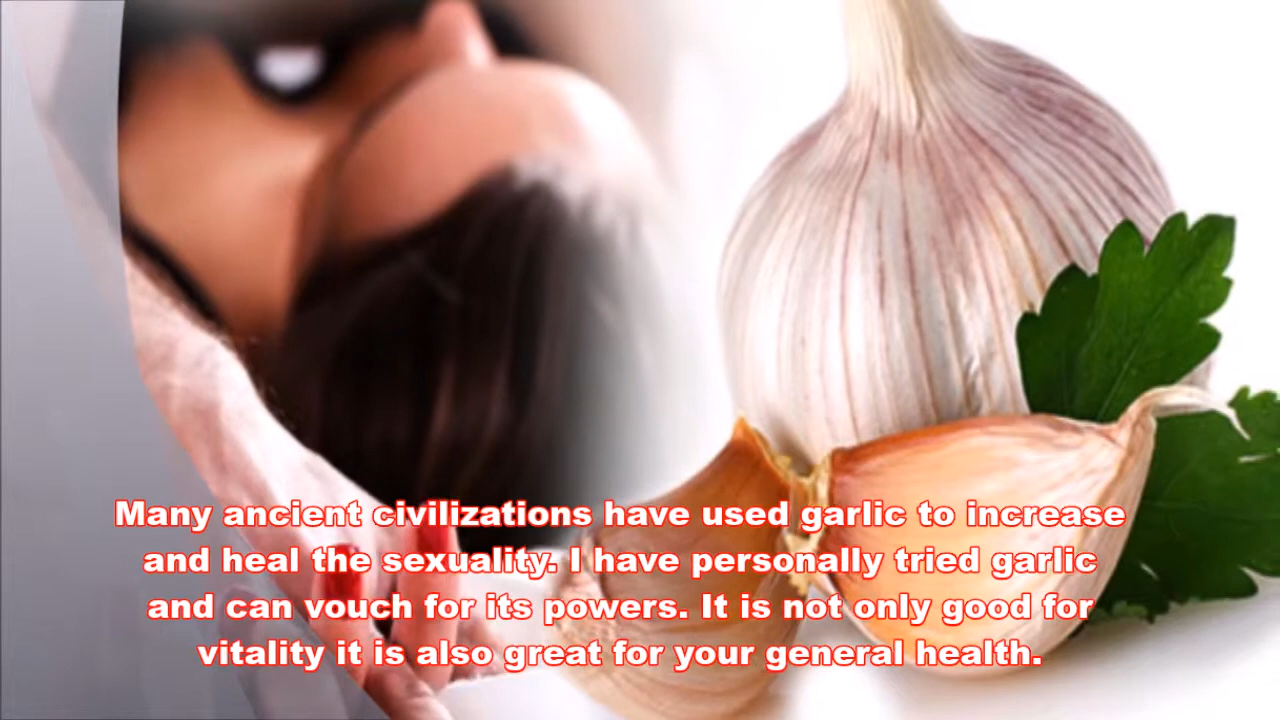 Many ancient civilizations have used garlic to increase
and heal the sexuality. I have personally tried garlic
and can vouch for its powers. It is not only good for
vitality it is also great for your general health.